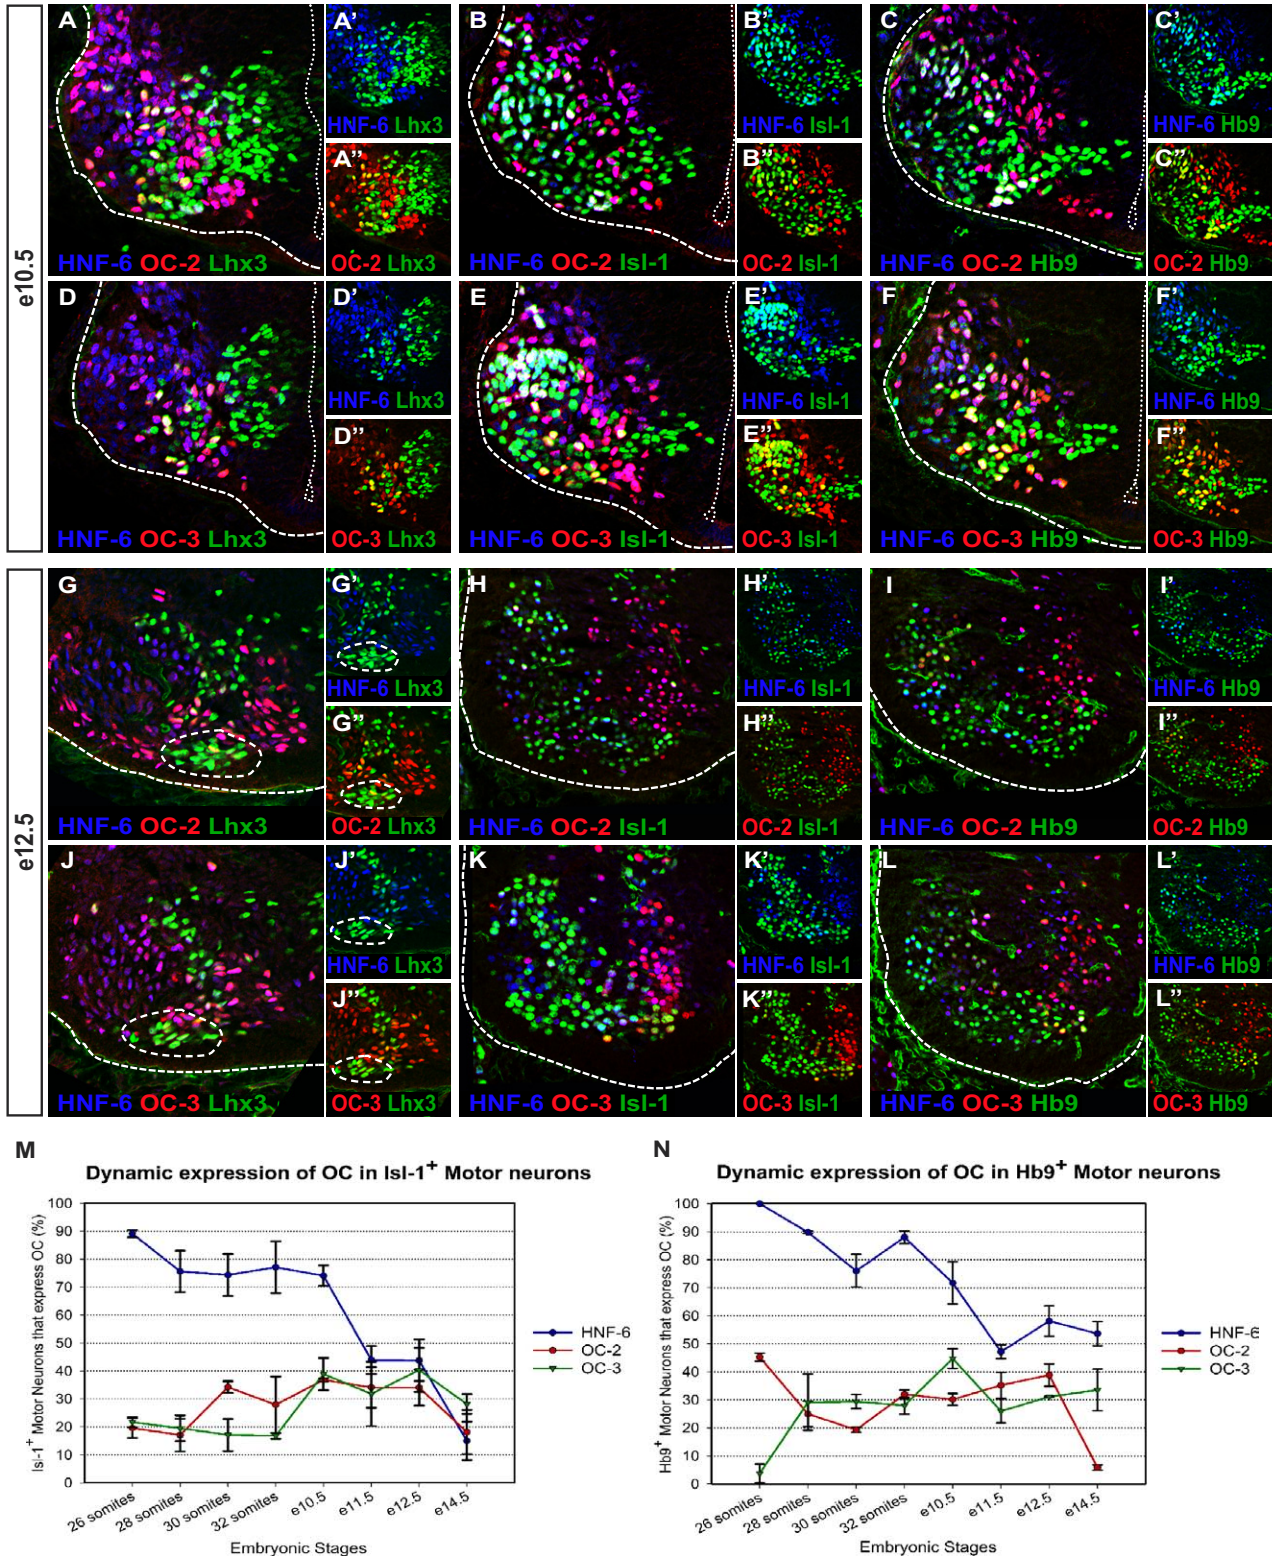 e10.5
A
HNF-6 OC-2 Lhx3
A'
HNF-6 Lhx3
A"
OC-2 Lhx3
B
HNF-6 OC-2 Isl-1
B'
HNF-6 Isl-1
B"
OC-2 Isl-1
C
HNF-6 OC-2 Hb9
C'
HNF-6 Hb9
C"
OC-2 Hb9
D
HNF-6 OC-3 Lhx3
D'
HNF-6 Lhx3
D"
OC-3 Lhx3
E
HNF-6 OC-3 Isl-1
E'
HNF-6 Isl-1
E"
OC-3 Isl-1
F
HNF-6 OC-3 Hb9
F'
HNF-6 Hb9
F"
OC-3 Hb9
e12.5
G
HNF-6 OC-2 Lhx3
G'
HNF-6 Lhx3
G"
OC-2 Lhx3
H
HNF-6 OC-2 Isl-1
H'
HNF-6 Isl-1
H"
OC-2 Isl-1
I
HNF-6 OC-2 Hb9
I'
HNF-6 Hb9
I"
OC-2 Hb9
J
HNF-6 OC-3 Lhx3
J'
HNF-6 Lhx3
J"
OC-3 Lhx3
K
HNF-6 OC-3 Isl-1
K'
HNF-6 Isl-1
K"
OC-3 Isl-1
L
HNF-6 OC-3 Hb9
L'
HNF-6 Hb9
L"
OC-3 Hb9
M
Dynamic expression of OC in Isl-1+ Motor neurons
Isl-1+ Motor Neurons that express OC (%)
100
90
80
70
60
50
40
30
20
10
0
26 somites
28 somites
30 somites
32 somites
e10.5
e11.5
e12.5
e14.5
Embryonic Stages
HNF-6
OC-2
OC-3
N
Dynamic expression of OC in Hb9+ Motor neurons
Hb9+ Motor Neurons that express OC (%)
100
90
80
70
60
50
40
30
20
10
0
26 somites
28 somites
30 somites
32 somites
e10.5
e11.5
e12.5
e14.5
Embryonic Stages
HNF-6
OC-2
OC-3